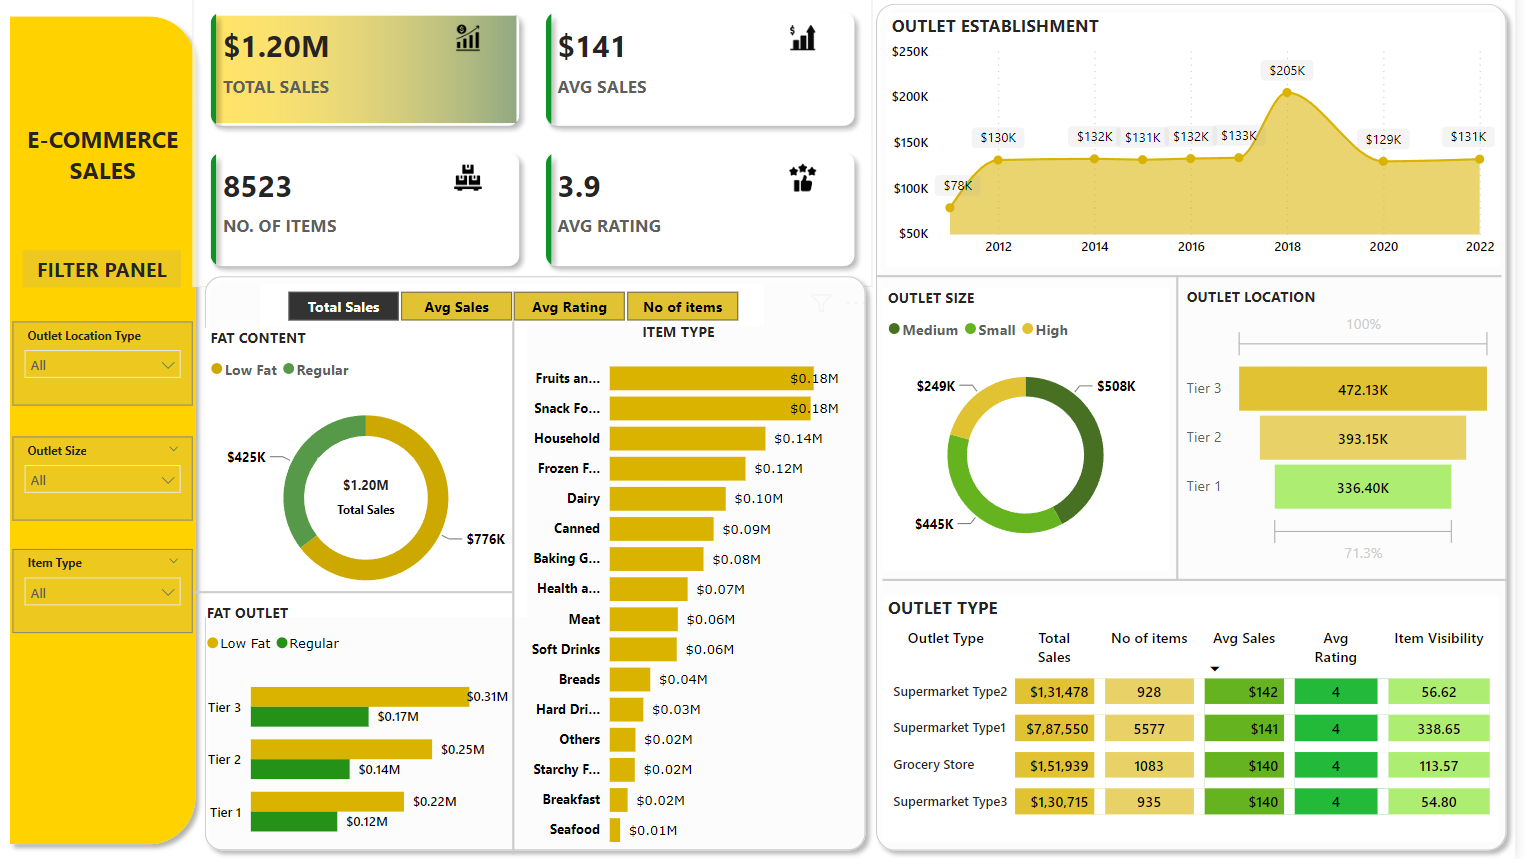 E-COMMERCE
SALES
FILTER PANEL
Outlet Location Type
All
Outlet Size
All
Item Type
All
$1.20M
TOTAL SALES
$141
AVG SALES
8523
NO. OF ITEMS
3.9
AVG RATING
Total Sales
Avg Sales
Avg Rating
No of items
FAT CONTENT
Low Fat
Regular
$425K
$1.20M
Total Sales
$776K
FAT OUTLET
Low Fat
Regular
Tier 3
$0.31M
$0.17M
Tier 2
$0.25M
$0.14M
Tier 1
$0.22M
$0.12M
ITEM TYPE
Fruits an... $0.18M
Snack Fo... $0.18M
Household $0.14M
Frozen F... $0.12M
Dairy $0.10M
Canned $0.09M
Baking G... $0.08M
Health a... $0.07M
Meat $0.06M
Soft Drinks $0.06M
Breads $0.04M
Hard Dri... $0.03M
Others $0.02M
Starchy F... $0.02M
Breakfast $0.02M
Seafood $0.01M
OUTLET ESTABLISHMENT
$250K
$200K
$150K
$100K
$50K
$78K
$130K
$132K
$131K
$132K
$133K
$205K
$129K
$131K
2012 2014 2016 2018 2020 2022
OUTLET SIZE
Medium Small High
$249K
$508K
$445K
OUTLET LOCATION
100%
Tier 3 472.13K
Tier 2 393.15K
Tier 1 336.40K
71.3%
OUTLET TYPE
Outlet Type Total Sales No of items Avg Sales Avg Rating Item Visibility
Supermarket Type2 $1,31,478 928 $142 4 56.62
Supermarket Type1 $7,87,550 5577 $141 4 338.65
Grocery Store $1,51,939 1083 $140 4 113.57
Supermarket Type3 $1,30,715 935 $140 4 54.80